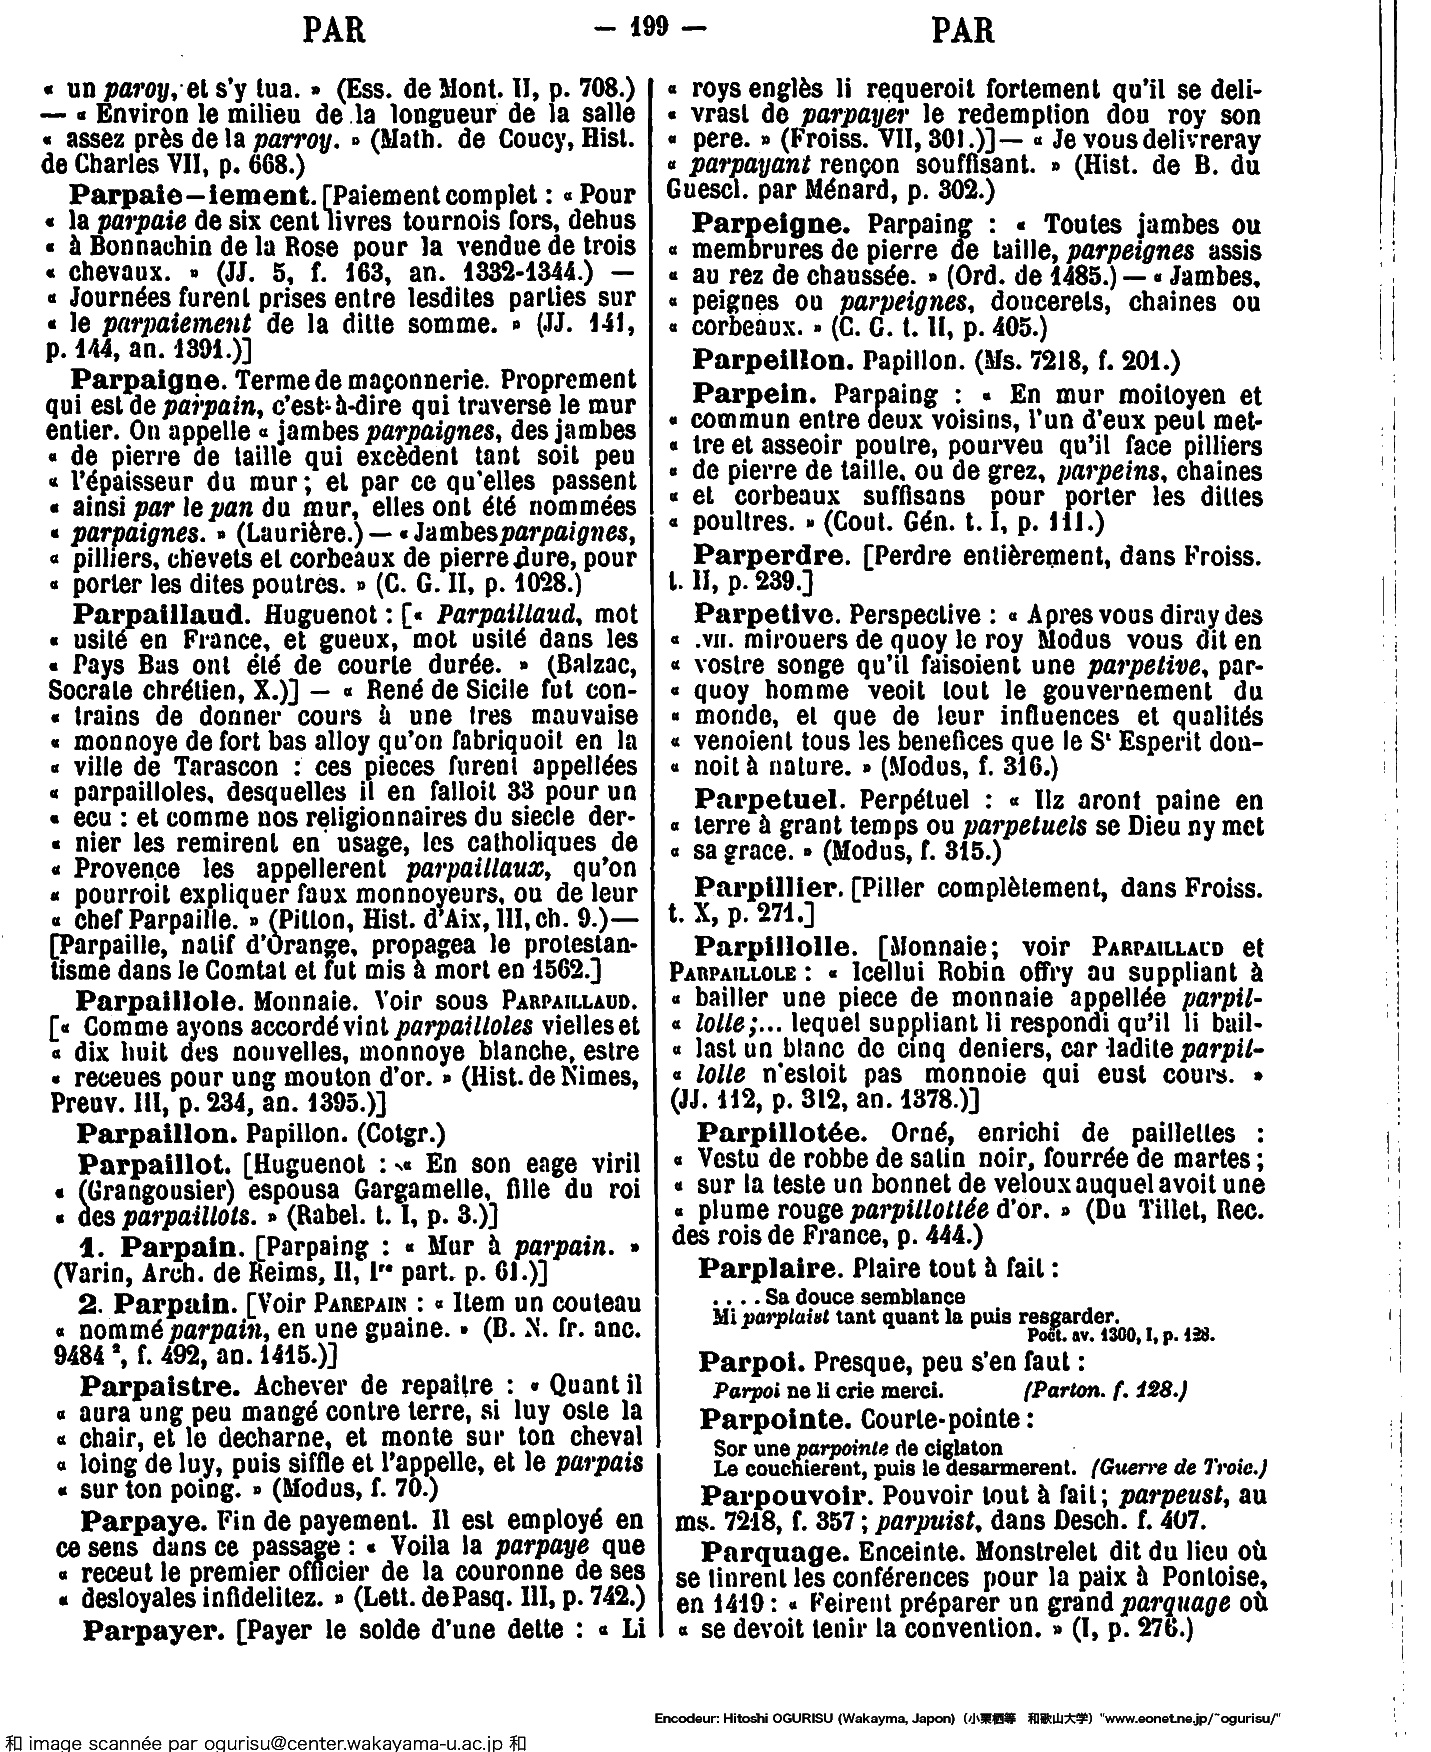 PAR — 199 — PAR
« un paroy, et s'y tua. » (Ess. de Mont. II, p. 708.)
— « Environ le milieu de la longueur de la salle
« assez près de la parroy. » (Math. de Coucy, Hist.
de Charles VII, p. 668.)
Parpaie-iement. [Paiement complet : « Pour
« la parpaie de six cent livres tournois fors, dehus
« à Bonnachin de la Rose pour la vendue de trois
« chevaux. » (JJ. 5, f. 163, an. 1332-1344.) —
« Journées furent prises entre lesdites parties sur
« le parpaiement de la ditte somme. » (JJ. 141,
p. 144, an. 1391.)]
Parpaigne. Terme de maçonnerie. Proprement
qui est de parpain, c'est-à-dire qui traverse le mur
entier. On appelle « jambes parpaignes, des jambes
« de pierre de taille qui excèdent tant soit peu
« l'épaisseur du mur; et par ce qu'elles passent
« ainsi par le pan du mur, elles ont été nommées
« parpaignes. » (Laurière.) — « Jambes parpaignes,
« pilliers, chevets et corbeaux de pierre dure, pour
« porter les dites poutres. » (C. G. II, p. 1028.)
Parpaillaud. Huguenot : [« Parpaillaud, mot
« usité en France, et gueux, mot usité dans les
« Pays Bas ont été de courte durée. » (Balzac,
Socrate chrétien, X.)] — « René de Sicile fut con-
« trains de donner cours à une tres mauvaise
« monnoye de fort bas alloy qu'on fabriquoit en la
« ville de Tarascon : ces pieces furent appellées
« parpailloles, desquelles il en falloit 33 pour un
« ecu : et comme nos religionnaires du siecle der-
« nier les remirent en usage, les catholiques de
« Provence les appellerent parpaillaux, qu'on
« pourroit expliquer faux monnoyeurs, ou de leur
« chef Parpaille. » (Pitton, Hist. d'Aix, III, ch. 9.) —
[Parpaille, natif d'Orange, propagea le protestan-
tisme dans le Comtat et fut mis à mort en 1562.]
Parpaillole. Monnaie. Voir sous PARPAILLAUD.
[« Comme ayons accordé vint parpailloles vielles et
« dix huit des nouvelles, monnoye blanche, estre
« receues pour ung mouton d'or. » (Hist. de Nimes,
Preuv. III, p. 234, an. 1395.)]
Parpaillon. Papillon. (Cotgr.)
Parpaillot. [Huguenot : « En son eage viril
« (Grangousier) espousa Gargamelle, fille du roi
« des parpaillots. » (Rabel. t. I, p. 3.)]
1. Parpain. [Parpaing : « Mur à parpain. »
(Varin, Arch. de Reims, II, 1re part. p. 61.)]
2. Parpain. [Voir PAREPAIN : « Item un couteau
« nommé parpain, en une guaine. » (B. N. fr. anc.
9484 ², f. 492, an. 1415.)]
Parpaistre. Achever de repaitre : « Quant il
« aura ung peu mangé contre terre, si luy oste la
« chair, et le decharne, et monte sur ton cheval
« loing de luy, puis siffle et l'appelle, et le parpais
« sur ton poing. » (Modus, f. 70.)
Parpaye. Fin de payement. Il est employé en
ce sens dans ce passage : « Voila la parpaye que
« receut le premier officier de la couronne de ses
« desloyales infidelitez. » (Lett. de Pasq. III, p. 742.)
Parpayer. [Payer le solde d'une dette : « Li
« roys englès li requeroit fortement qu'il se deli-
« vrast de parpayer le redemption dou roy son
« pere. » (Froiss. VII, 301.)] — « Je vous delivreray
« parpayant rençon souffisant. » (Hist. de B. du
Guescl. par Ménard, p. 302.)
Parpeigne. Parpaing : « Toutes jambes ou
« membrures de pierre de taille, parpeignes assis
« au rez de chaussée. » (Ord. de 1485.) — « Jambes,
« peignes ou parpeignes, doucerets, chaines ou
« corbeaux. » (C. G. t. II, p. 405.)
Parpeillon. Papillon. (Ms. 7218, f. 201.)
Parpein. Parpaing : « En mur moitoyen et
« commun entre deux voisins, l'un d'eux peut met-
« tre et asseoir poutre, pourveu qu'il face pilliers
« de pierre de taille, ou de grez, parpeins, chaines
« et corbeaux suffisans pour porter les dittes
« poultres. » (Cout. Gén. t. I, p. 111.)
Parperdre. [Perdre entièrement, dans Froiss.
t. II, p. 239.]
Parpetive. Perspective : « Apres vous diray des
« .VII. mirouers de quoy le roy Modus vous dit en
« vostre songe qu'il faisoient une parpetive, par-
« quoy homme veoit tout le gouvernement du
« monde, et que de leur influences et qualités
« venoient tous les benefices que le St Esperit don-
« noit à nature. » (Modus, f. 316.)
Parpetuel. Perpétuel : « Ilz aront paine en
« terre à grant temps ou parpetuels se Dieu ny met
« sa grace. » (Modus, f. 315.)
Parpillier. [Piller complètement, dans Froiss.
t. X, p. 271.]
Parpillolle. [Monnaie; voir PARPAILLAUD et
PARPAILLOLE : « Icellui Robin offry au suppliant à
« bailler une piece de monnaie appellée parpil-
« lolle;... lequel suppliant li respondi qu'il li bail-
« last un blanc de cinq deniers, car ladite parpil-
« lolle n'estoit pas monnoie qui eust cours. »
(JJ. 112, p. 312, an. 1378.)]
Parpillotée. Orné, enrichi de paillettes :
« Vestu de robbe de satin noir, fourrée de martes;
« sur la teste un bonnet de veloux auquel avoit une
« plume rouge parpillottée d'or. » (Du Tillet, Rec.
des rois de France, p. 444.)
Parplaire. Plaire tout à fait :
. . . . Sa douce semblance
Mi parplaist tant quant la puis resgarder.
Poët. av. 1300, I, p. 128.
Parpoi. Presque, peu s'en faut :
Parpoi ne li crie merci. (Parton. f. 128.)
Parpointe. Courte-pointe :
Sor une parpointe de ciglaton
Le couchierent, puis le desarmerent. (Guerre de Troie.)
Parpouvoir. Pouvoir tout à fait; parpeust, au
ms. 7218, f. 357; parpuist, dans Desch. f. 407.
Parquage. Enceinte. Monstrelet dit du lieu où
se tinrent les conférences pour la paix à Pontoise,
en 1419 : « Feirent préparer un grand parquage où
« se devoit tenir la convention. » (I, p. 276.)
Encodeur: Hitoshi OGURISU (Wakayma, Japon) (小栗栖等 和歌山大学) "www.eonet.ne.jp/~ogurisu/"
和 image scannée par ogurisu@center.wakayama-u.ac.jp 和